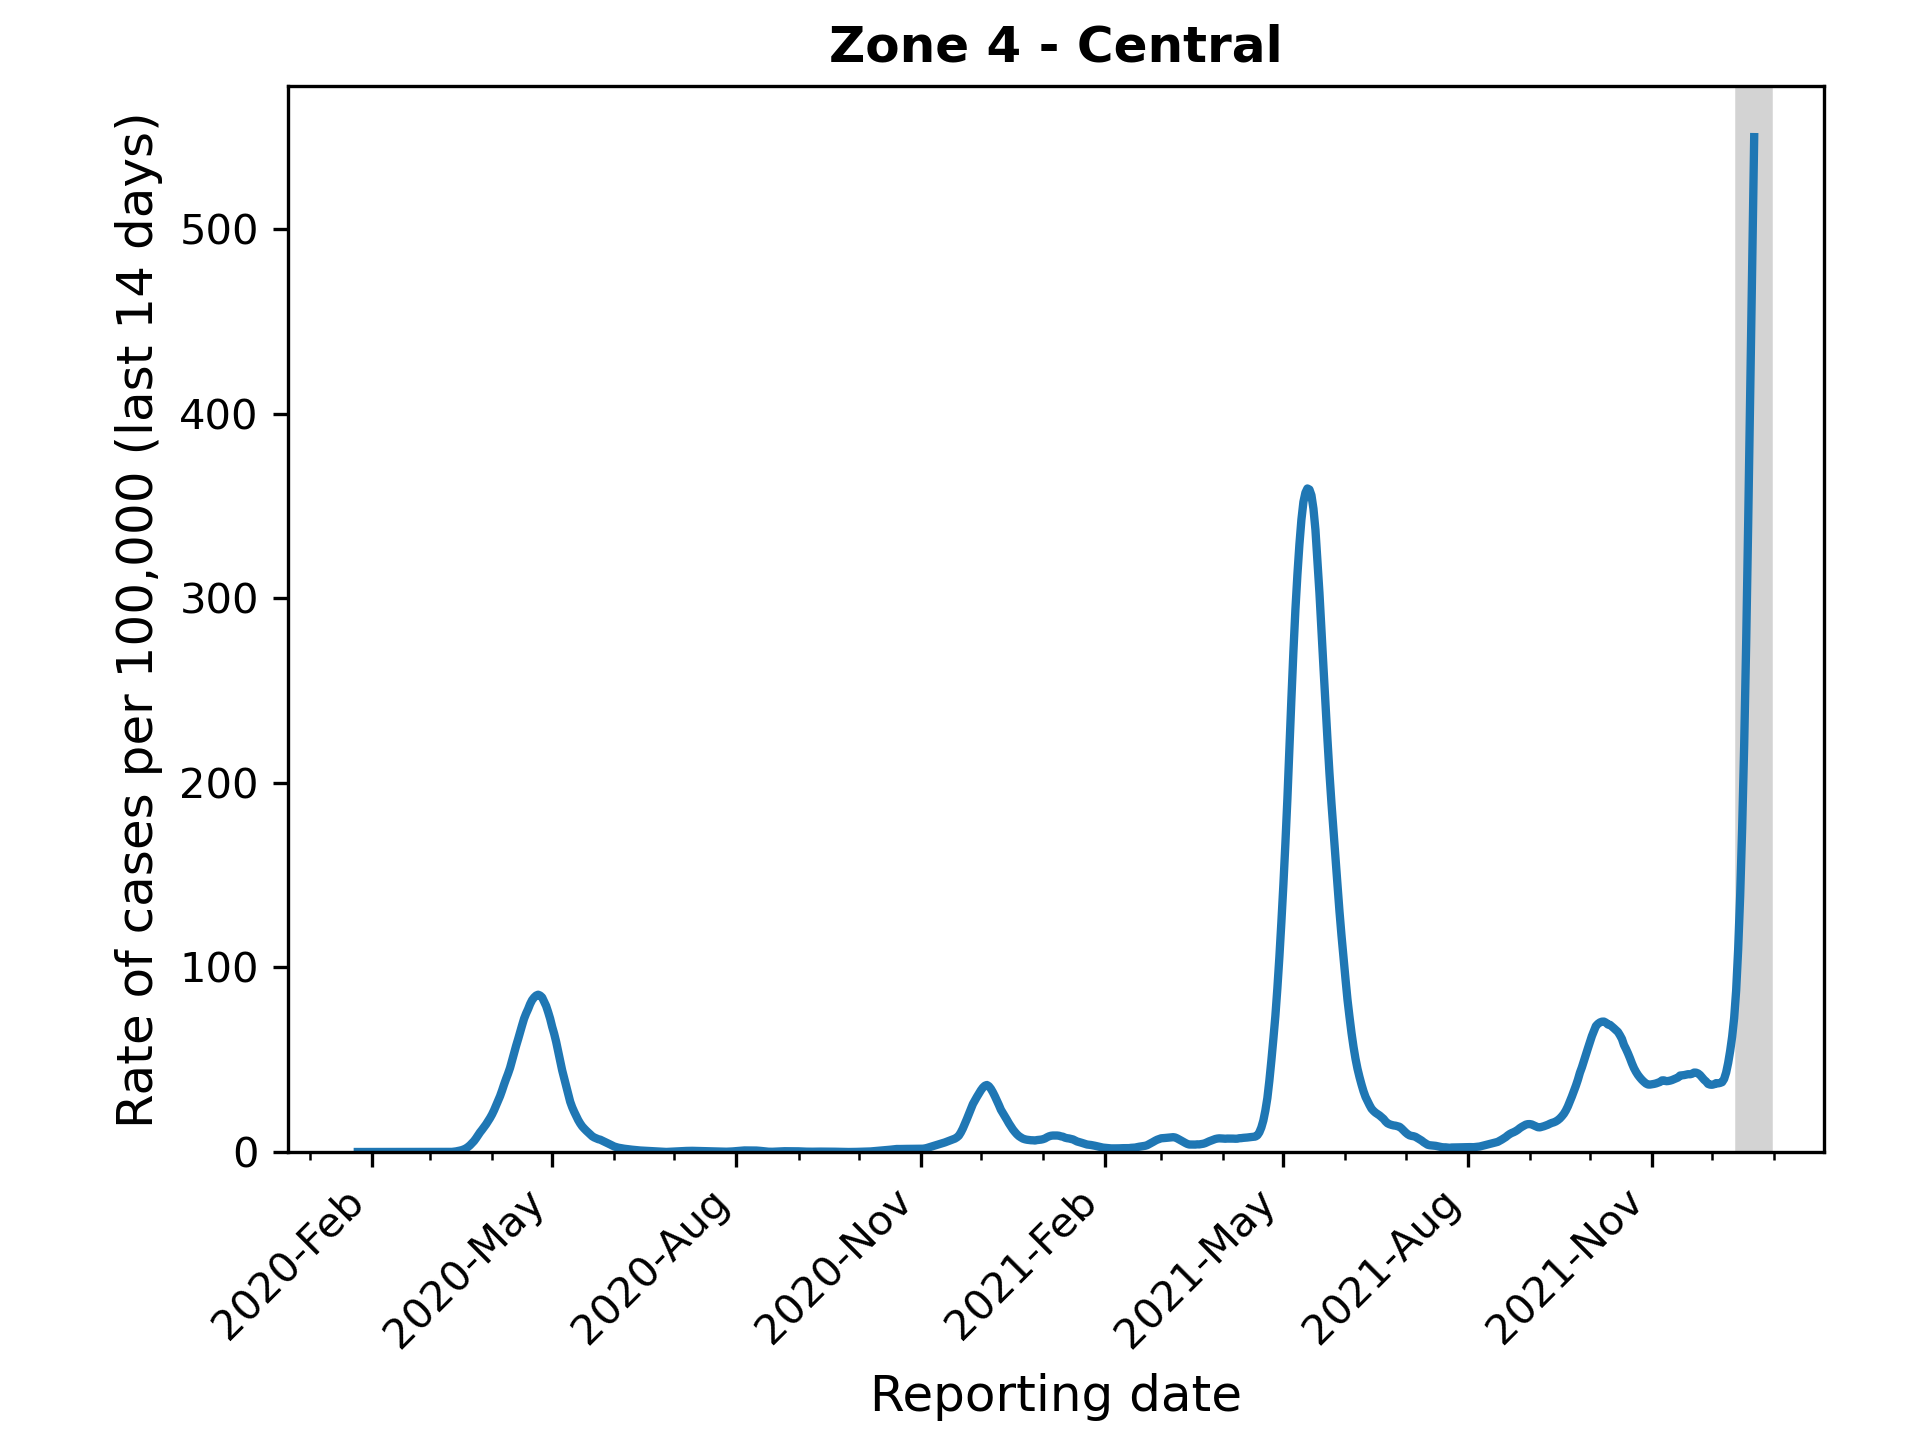 Zone 4 - Central
Rate of cases per 100,000 (last 14 days)
500
400
300
200
100
0
2020-Feb
2020-May
2020-Aug
2020-Nov
2021-Feb
2021-May
2021-Aug
2021-Nov
Reporting date